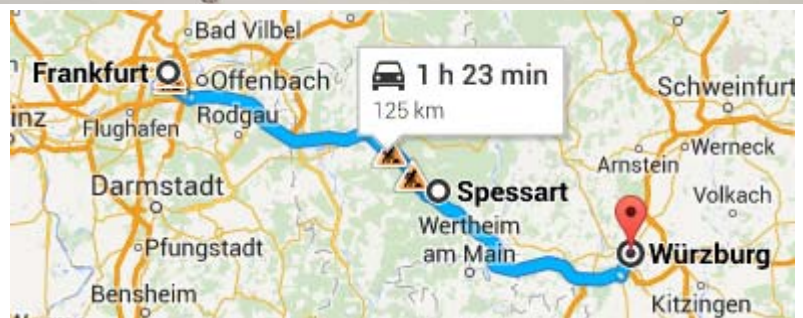 Bad Vilbel
Frankfurt
Offenbach
1 h 23 min
125 km
Schweinfurt
inz
Flughafen
Rodgau
Arnstein
Werneck
Darmstadt
Spessart
Volkach
Wertheim
am Main
Pfungstadt
Würzburg
Bensheim
Kitzingen